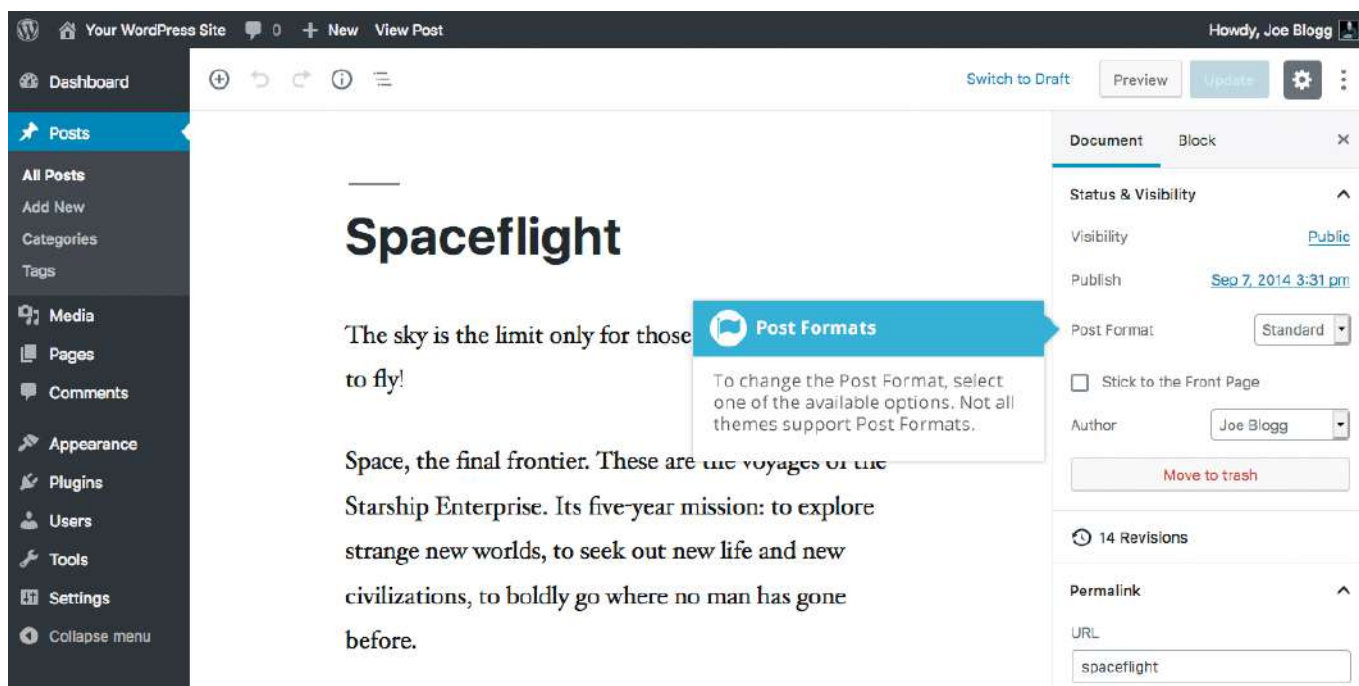 Your WordPress Site 0 New View Post Howdy, Joe Blogg
Dashboard
Switch to Draft Preview Update
Posts
All Posts
Add New
Categories
Tags
Media
Pages
Comments
Appearance
Plugins
Users
Tools
Settings
Collapse menu
Spaceflight
The sky is the limit only for those
to fly!
Space, the final frontier. These are the voyages of the
Starship Enterprise. Its five-year mission: to explore
strange new worlds, to seek out new life and new
civilizations, to boldly go where no man has gone
before.
Post Formats
To change the Post Format, select
one of the available options. Not all
themes support Post Formats.
Document Block
Status & Visibility
Visibility Public
Publish Sep 7, 2014 3:31 pm
Post Format Standard
Stick to the Front Page
Author Joe Blogg
Move to trash
14 Revisions
Permalink
URL
spaceflight